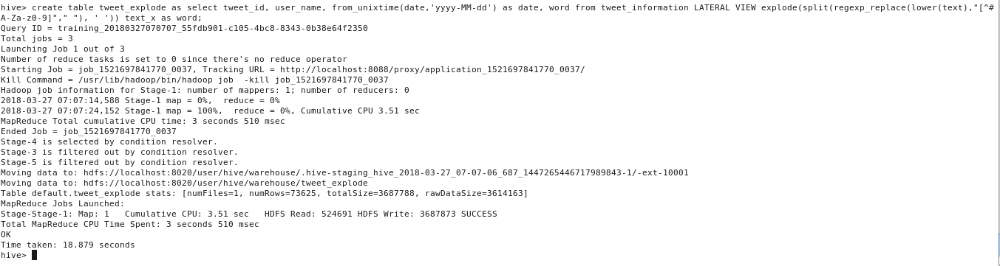 hive> create table tweet_explode as select tweet_id, user_name, from_unixtime(date,'yyyy-MM-dd') as date, word from tweet_information LATERAL VIEW explode(split(regexp_replace(lower(text),"[^#
A-Za-z0-9]"," "), ' ')) text_x as word;
Query ID = training_20180327070707_55fdb901-c105-4bc8-8343-0b38e64f2350
Total jobs = 3
Launching Job 1 out of 3
Number of reduce tasks is set to 0 since there's no reduce operator
Starting Job = job_1521697841770_0037, Tracking URL = http://localhost:8088/proxy/application_1521697841770_0037/
Kill Command = /usr/lib/hadoop/bin/hadoop job  -kill job_1521697841770_0037
Hadoop job information for Stage-1: number of mappers: 1; number of reducers: 0
2018-03-27 07:07:14,588 Stage-1 map = 0%,  reduce = 0%
2018-03-27 07:07:24,152 Stage-1 map = 100%,  reduce = 0%, Cumulative CPU 3.51 sec
MapReduce Total cumulative CPU time: 3 seconds 510 msec
Ended Job = job_1521697841770_0037
Stage-4 is selected by condition resolver.
Stage-3 is filtered out by condition resolver.
Stage-5 is filtered out by condition resolver.
Moving data to: hdfs://localhost:8020/user/hive/warehouse/.hive-staging_hive_2018-03-27_07-07-06_687_1447265446717989843-1/-ext-10001
Moving data to: hdfs://localhost:8020/user/hive/warehouse/tweet_explode
Table default.tweet_explode stats: [numFiles=1, numRows=73625, totalSize=3687788, rawDataSize=3614163]
MapReduce Jobs Launched:
Stage-Stage-1: Map: 1   Cumulative CPU: 3.51 sec   HDFS Read: 524691 HDFS Write: 3687873 SUCCESS
Total MapReduce CPU Time Spent: 3 seconds 510 msec
OK
Time taken: 18.879 seconds
hive>